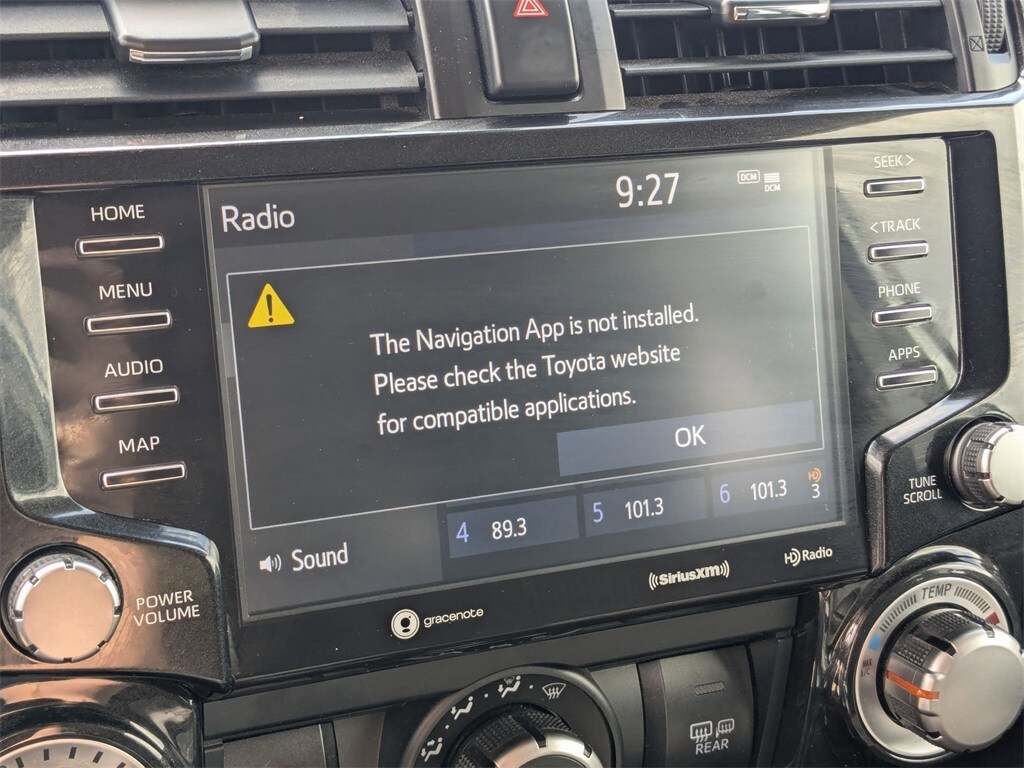 SEEK >
9:27
DCM
DCM
Radio
HOME
< TRACK
MENU
PHONE
The Navigation App is not installed.
Please check the Toyota website
for compatible applications.
AUDIO
APPS
OK
MAP
TUNE
SCROLL
4 89.3
5 101.3
6 101.3 HD 3
Sound
POWER
VOLUME
gracenote
((SiriusXM))
HD Radio
TEMP
REAR